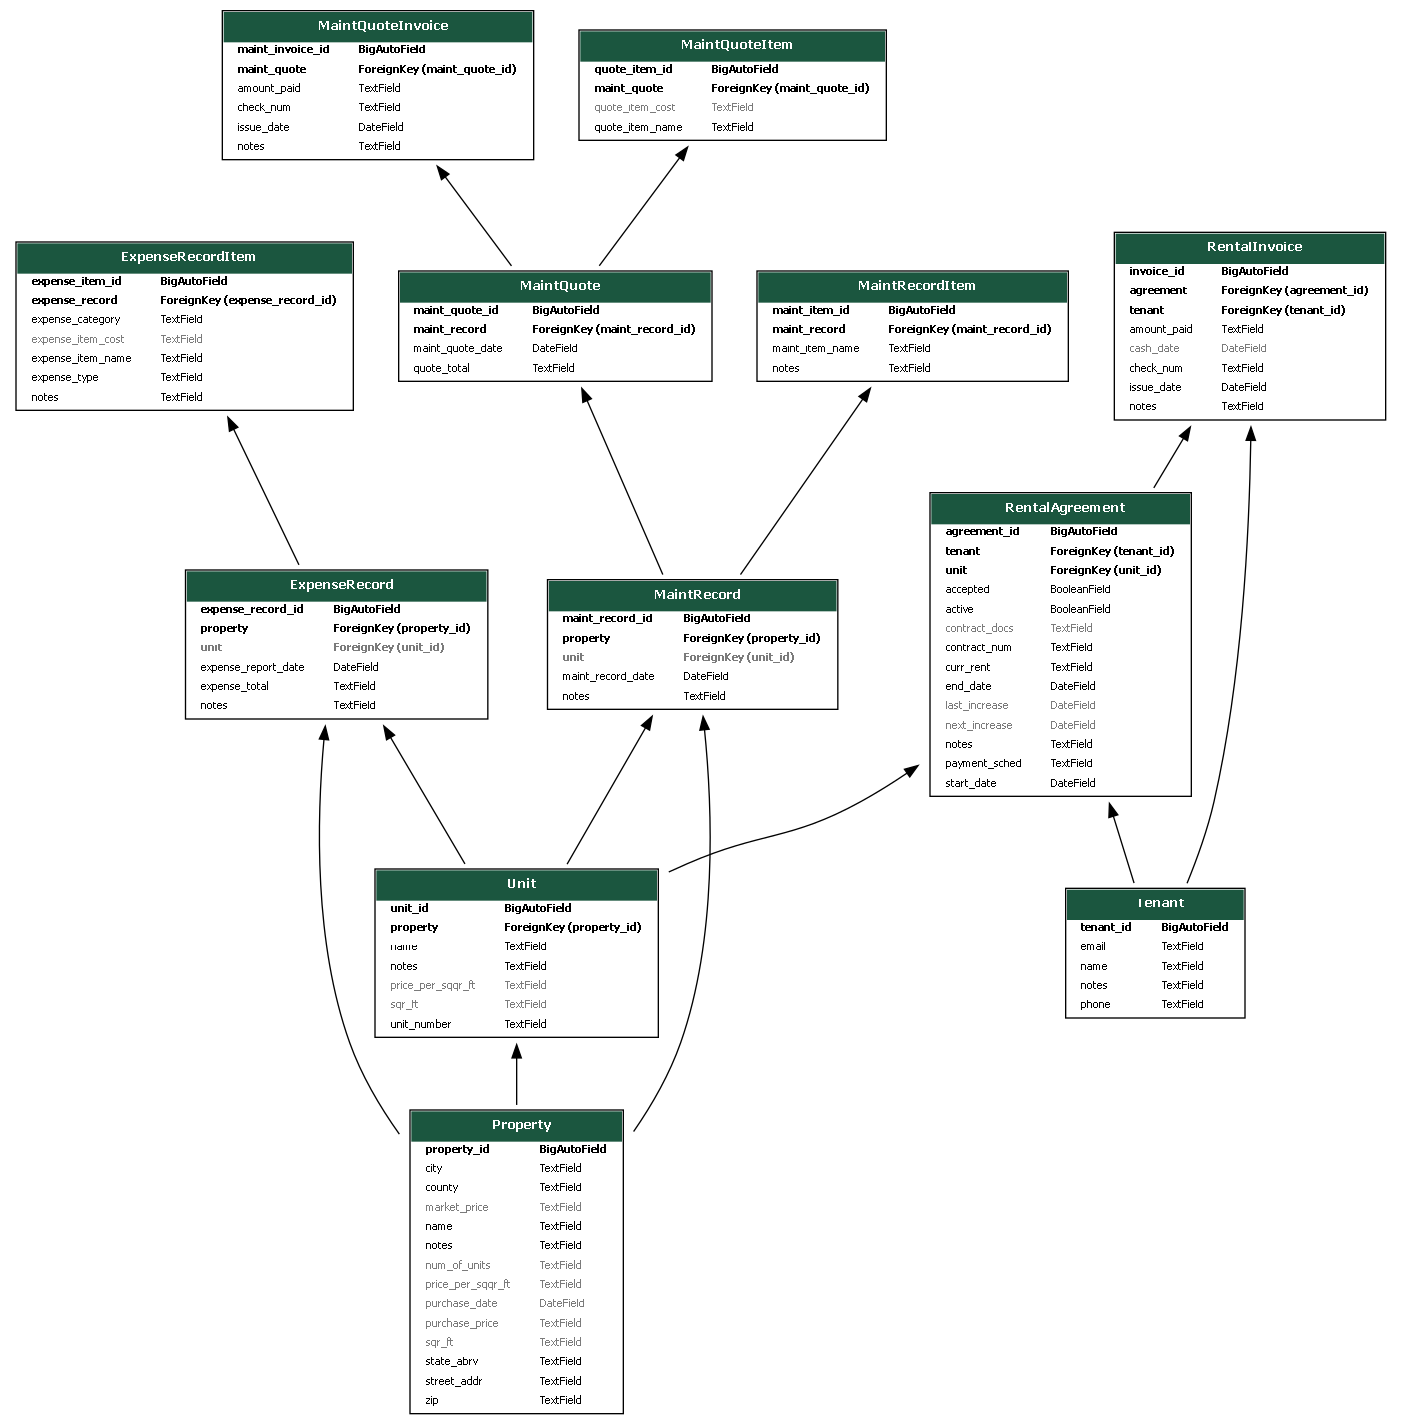 MaintQuoteInvoice
maint_invoice_id BigAutoField
maint_quote ForeignKey (maint_quote_id)
amount_paid TextField
check_num TextField
issue_date DateField
notes TextField
MaintQuoteItem
quote_item_id BigAutoField
maint_quote ForeignKey (maint_quote_id)
quote_item_cost TextField
quote_item_name TextField
ExpenseRecordItem
expense_item_id BigAutoField
expense_record ForeignKey (expense_record_id)
expense_category TextField
expense_item_cost TextField
expense_item_name TextField
expense_type TextField
notes TextField
MaintQuote
maint_quote_id BigAutoField
maint_record ForeignKey (maint_record_id)
maint_quote_date DateField
quote_total TextField
MaintRecordItem
maint_item_id BigAutoField
maint_record ForeignKey (maint_record_id)
maint_item_name TextField
notes TextField
RentalInvoice
invoice_id BigAutoField
agreement ForeignKey (agreement_id)
tenant ForeignKey (tenant_id)
amount_paid TextField
cash_date DateField
check_num TextField
issue_date DateField
notes TextField
ExpenseRecord
expense_record_id BigAutoField
property ForeignKey (property_id)
unit ForeignKey (unit_id)
expense_report_date DateField
expense_total TextField
notes TextField
MaintRecord
maint_record_id BigAutoField
property ForeignKey (property_id)
unit ForeignKey (unit_id)
maint_record_date DateField
notes TextField
RentalAgreement
agreement_id BigAutoField
tenant ForeignKey (tenant_id)
unit ForeignKey (unit_id)
accepted BooleanField
active BooleanField
contract_docs TextField
contract_num TextField
curr_rent TextField
end_date DateField
last_increase DateField
next_increase DateField
notes TextField
payment_sched TextField
start_date DateField
Unit
unit_id BigAutoField
property ForeignKey (property_id)
name TextField
notes TextField
price_per_sqqr_ft TextField
sqr_ft TextField
unit_number TextField
Tenant
tenant_id BigAutoField
email TextField
name TextField
notes TextField
phone TextField
Property
property_id BigAutoField
city TextField
county TextField
market_price TextField
name TextField
notes TextField
num_of_units TextField
price_per_sqqr_ft TextField
purchase_date DateField
purchase_price TextField
sqr_ft TextField
state_abrv TextField
street_addr TextField
zip TextField